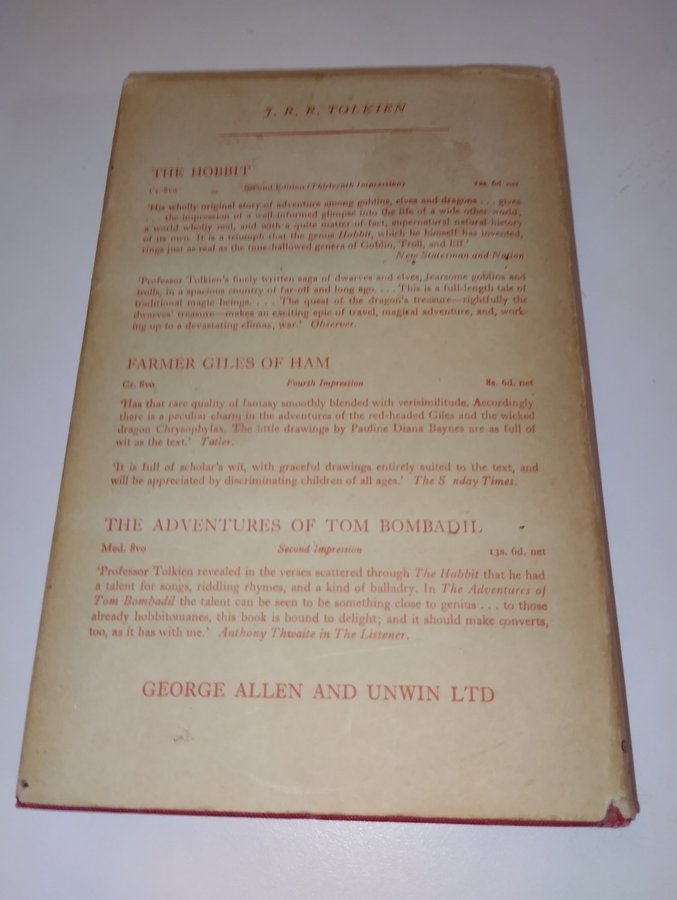 J. R. R. TOLKIEN
THE HOBBIT
Cr. 8vo Second Edition (Thirteenth Impression) 12s. 6d. net
'His wholly original story of adventure among goblins, elves and dragons . . . gives
. . . the impression of a well-informed glimpse into the life of a wide other-world;
a world wholly real, and with a quite matter-of-fact, supernatural natural-history
of its own. It is a triumph that the genus Hobbit, which he himself has invented,
rings just as real as the time-hallowed genera of Goblin, Troll, and Elf.'
New Statesman and Nation
'Professor Tolkien's finely written saga of dwarves and elves, fearsome goblins and
trolls, in a spacious country of far-off and long ago. . . . This is a full-length tale of
traditional magic beings. . . . The quest of the dragon's treasure—rightfully the
dwarves' treasure—makes an exciting epic of travel, magical adventure, and, work-
ing up to a devastating climax, war.' Observer.
FARMER GILES OF HAM
Cr. 8vo Fourth Impression 8s. 6d. net
'Has that rare quality of fantasy smoothly blended with verisimilitude. Accordingly
there is a peculiar charm in the adventures of the red-headed Giles and the wicked
dragon Chrysophylax. The little drawings by Pauline Diana Baynes are as full of
wit as the text.' Tatler.
'It is full of scholar's wit, with graceful drawings entirely suited to the text, and
will be appreciated by discriminating children of all ages.' The S nday Times.
THE ADVENTURES OF TOM BOMBADIL
Med. 8vo Second Impression 13s. 6d. net
'Professor Tolkien revealed in the verses scattered through The Hobbit that he had
a talent for songs, riddling rhymes, and a kind of balladry. In The Adventures of
Tom Bombadil the talent can be seen to be something close to genius . . . to those
already hobbitomanes, this book is bound to delight; and it should make converts,
too, as it has with me.' Anthony Thwaite in The Listener.
GEORGE ALLEN AND UNWIN LTD